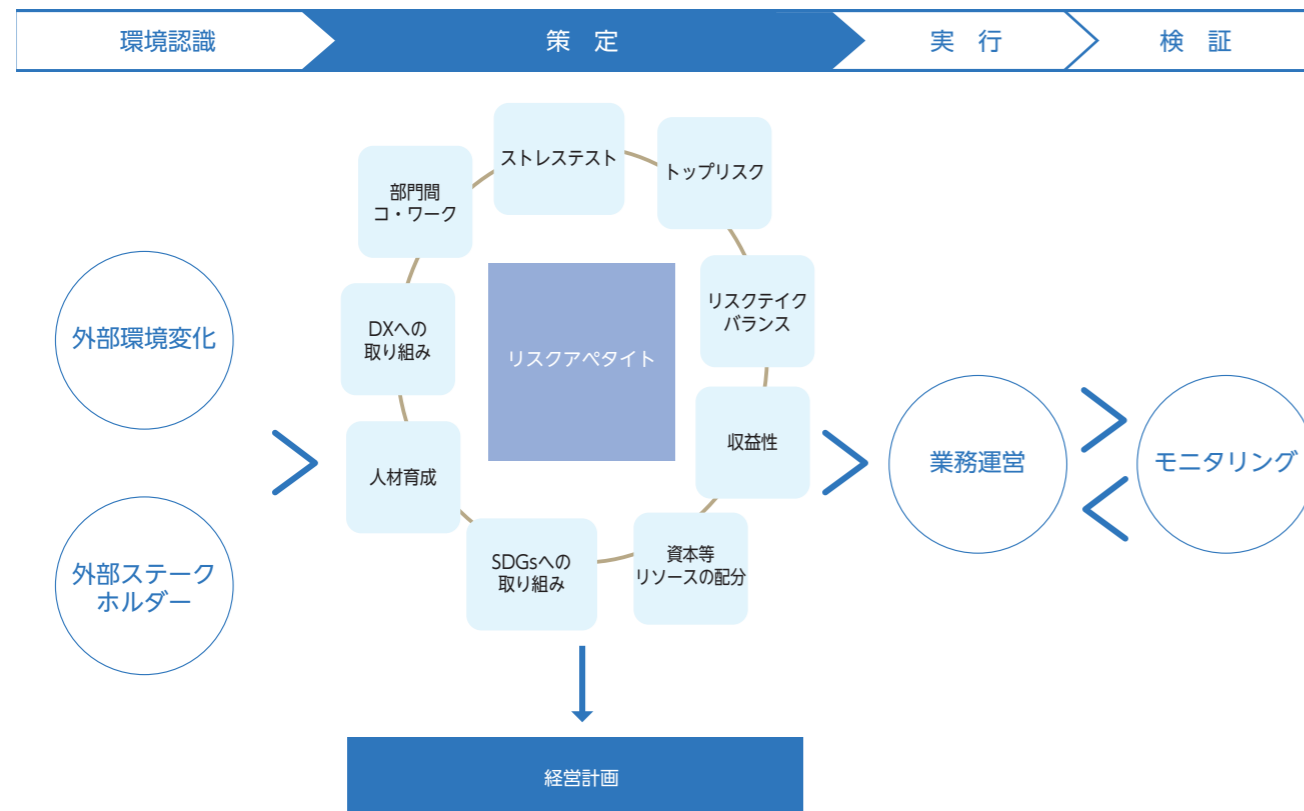 環境認識
策 定
実 行
検 証
ストレステスト
トップリスク
部門間
コ・ワーク
リスクテイク
バランス
DXへの
取り組み
リスクアペタイト
外部環境変化
収益性
人材育成
業務運営
モニタリング
資本等
リソースの配分
SDGsへの
取り組み
外部ステーク
ホルダー
経営計画